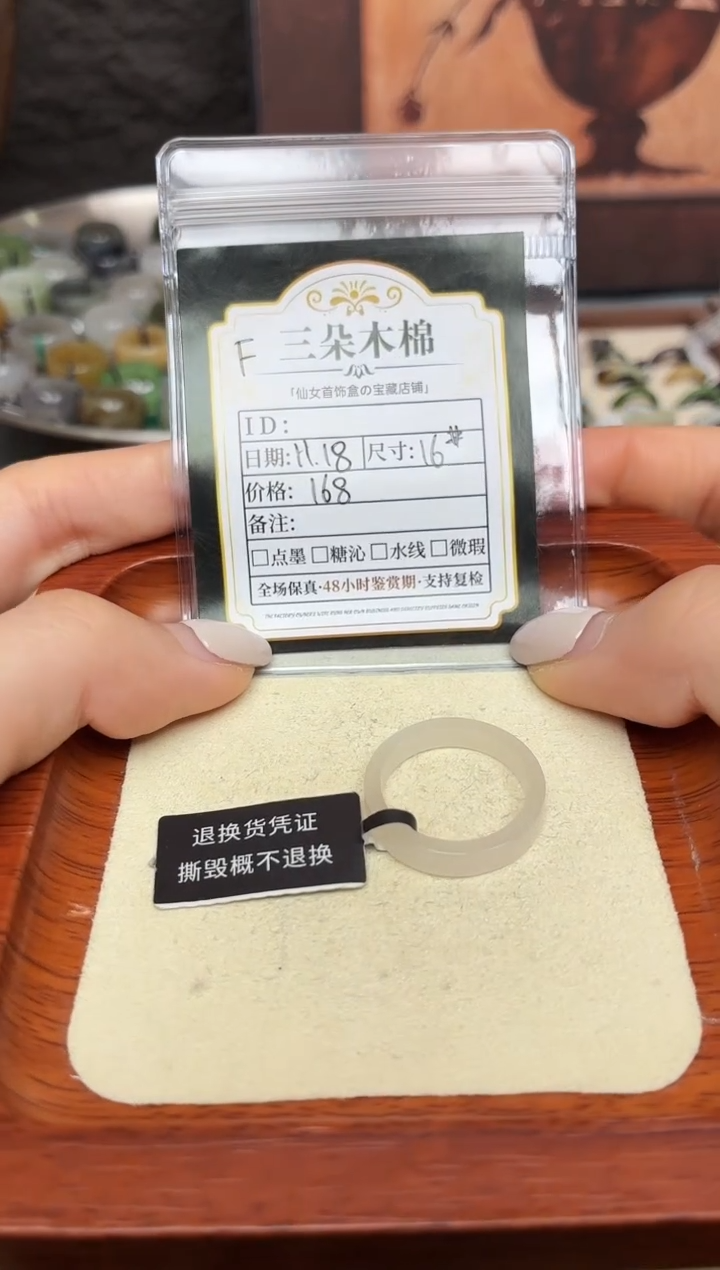 F 三朵木棉
「仙女首饰盒の宝藏店铺」
ID:
日期: 11.18 尺寸: 16#
价格: 168
备注:
□点墨 □糖沁 □水线 □微瑕
全场保真·48小时鉴赏期·支持复检
退换货凭证
撕毁概不退换